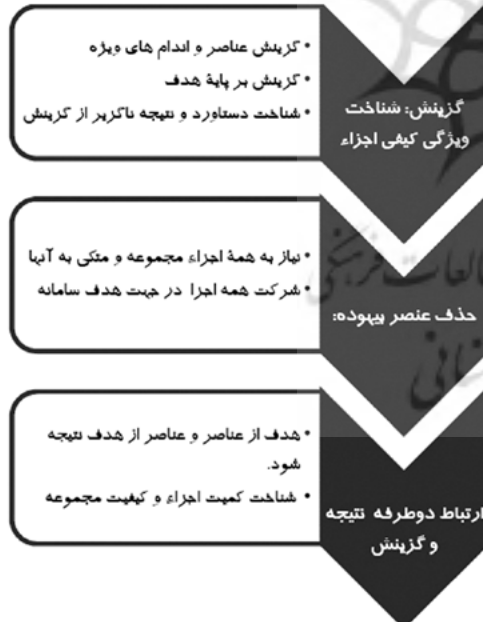 گزینش: شناخت
ویژگی کیفی اجزاء
• گزینش عناصر و اندام های ویژه
• گزینش بر پایهٔ هدف
• شناخت دستاورد و نتیجه ناگزیر از گزینش
حذف عنصر بیهوده:
• نیاز به همهٔ اجزاء مجموعه و متکی به آنها
• شرکت همه اجزا در جهت هدف سامانه
ارتباط دوطرفه نتیجه
و گزینش
• هدف از عناصر و عناصر از هدف نتیجه
شود.
• شناخت کمیت اجزاء و کیفیت مجموعه